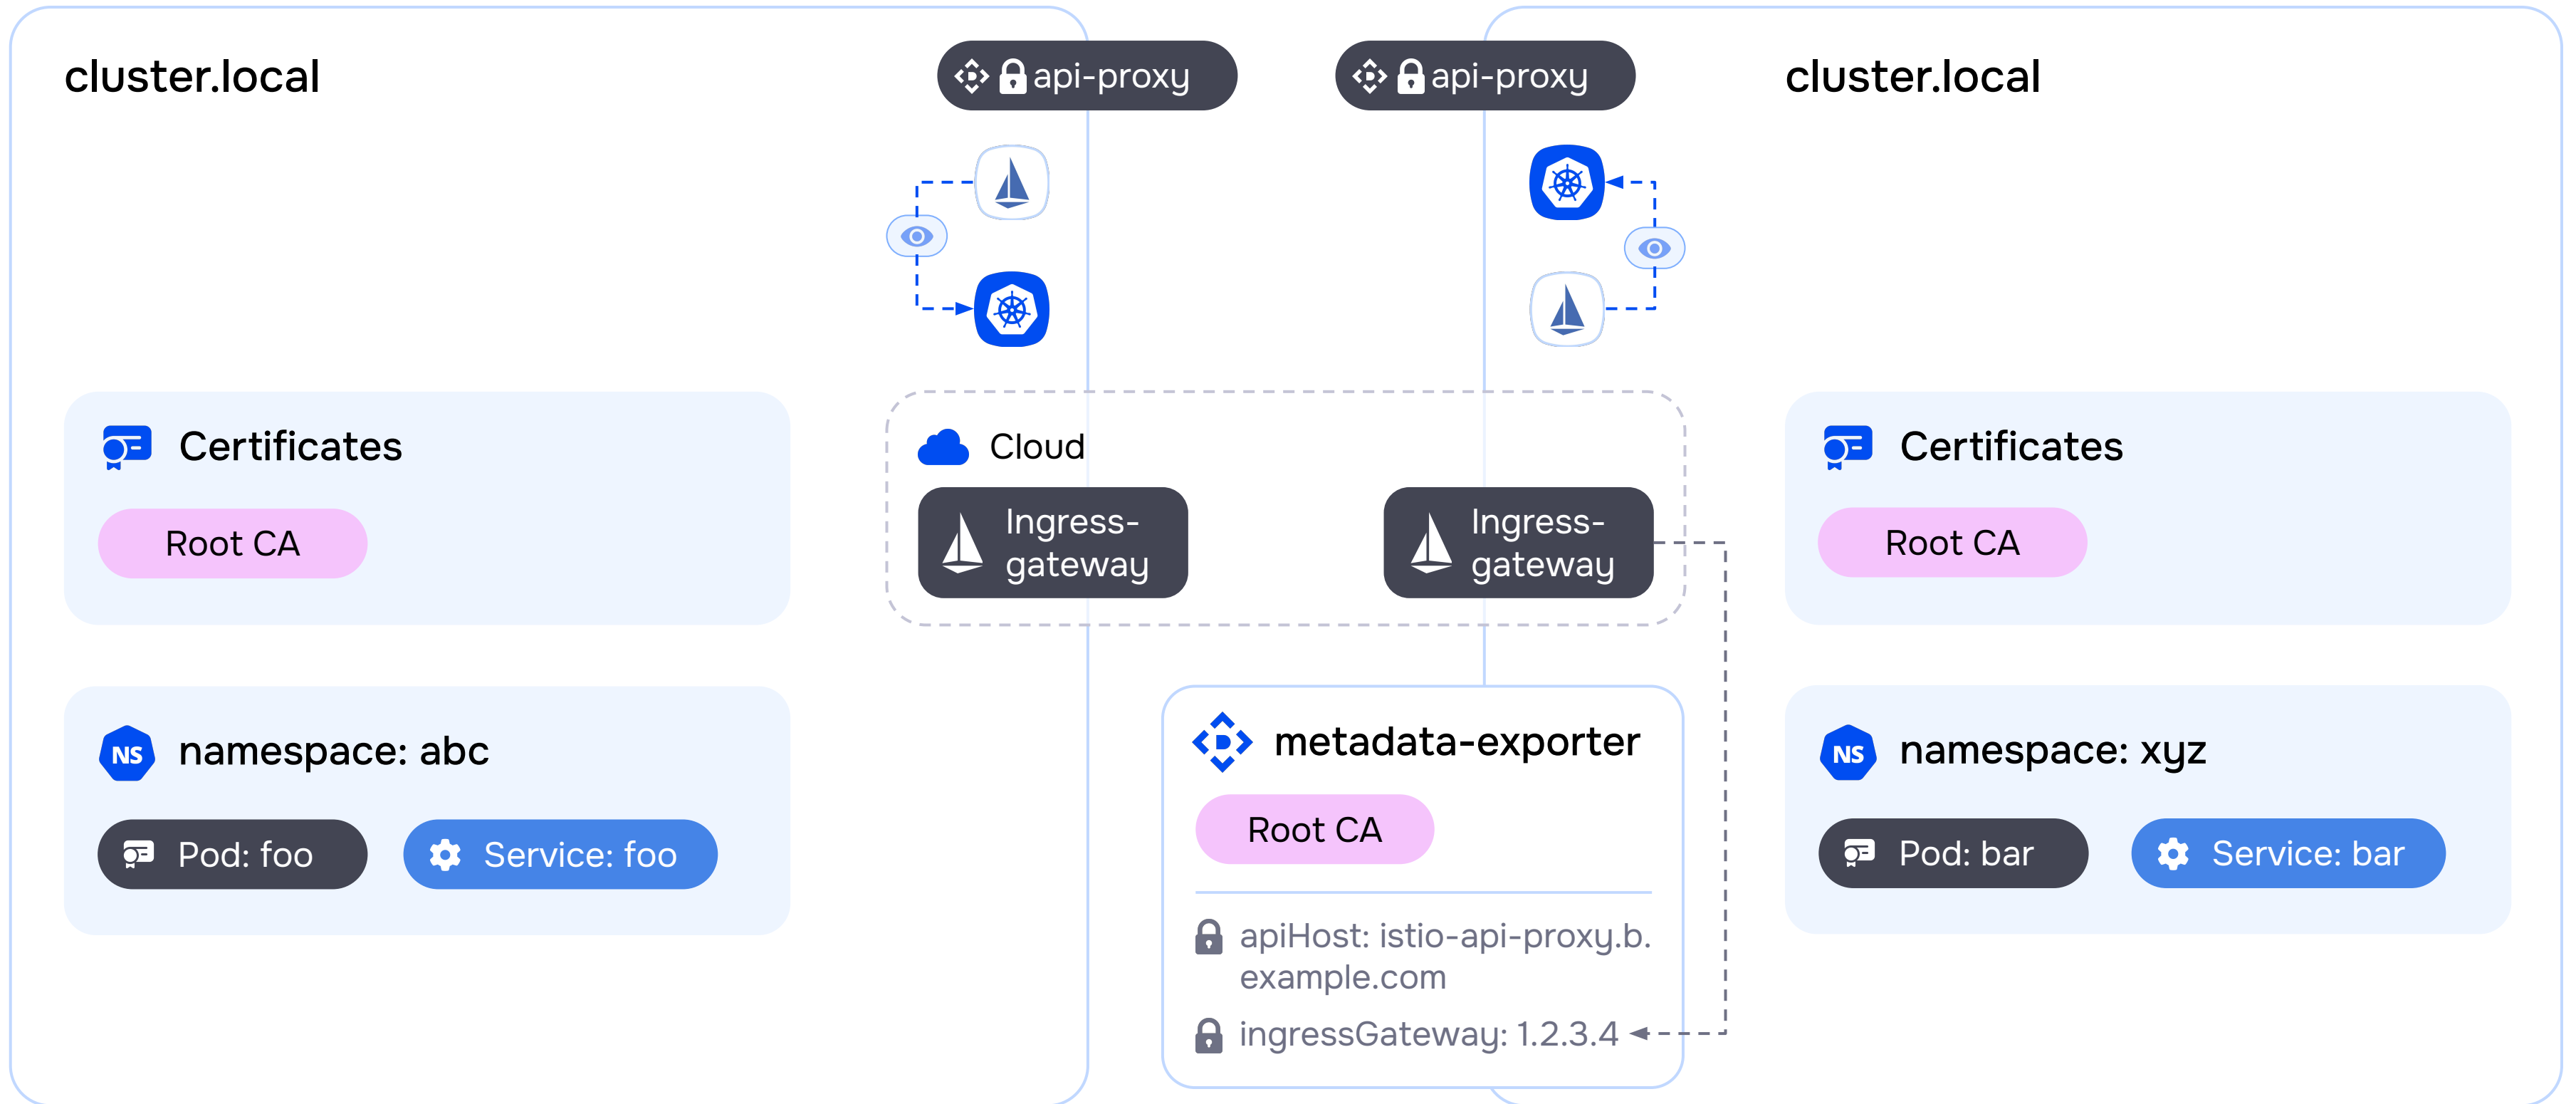 cluster.local
api-proxy
api-proxy
cluster.local
Certificates
Root CA
Cloud
Ingress-
gateway
Ingress-
gateway
Certificates
Root CA
NS
namespace: abc
Pod: foo
Service: foo
metadata-exporter
Root CA
apiHost: istio-api-proxy.b.
example.com
ingressGateway: 1.2.3.4
NS
namespace: xyz
Pod: bar
Service: bar